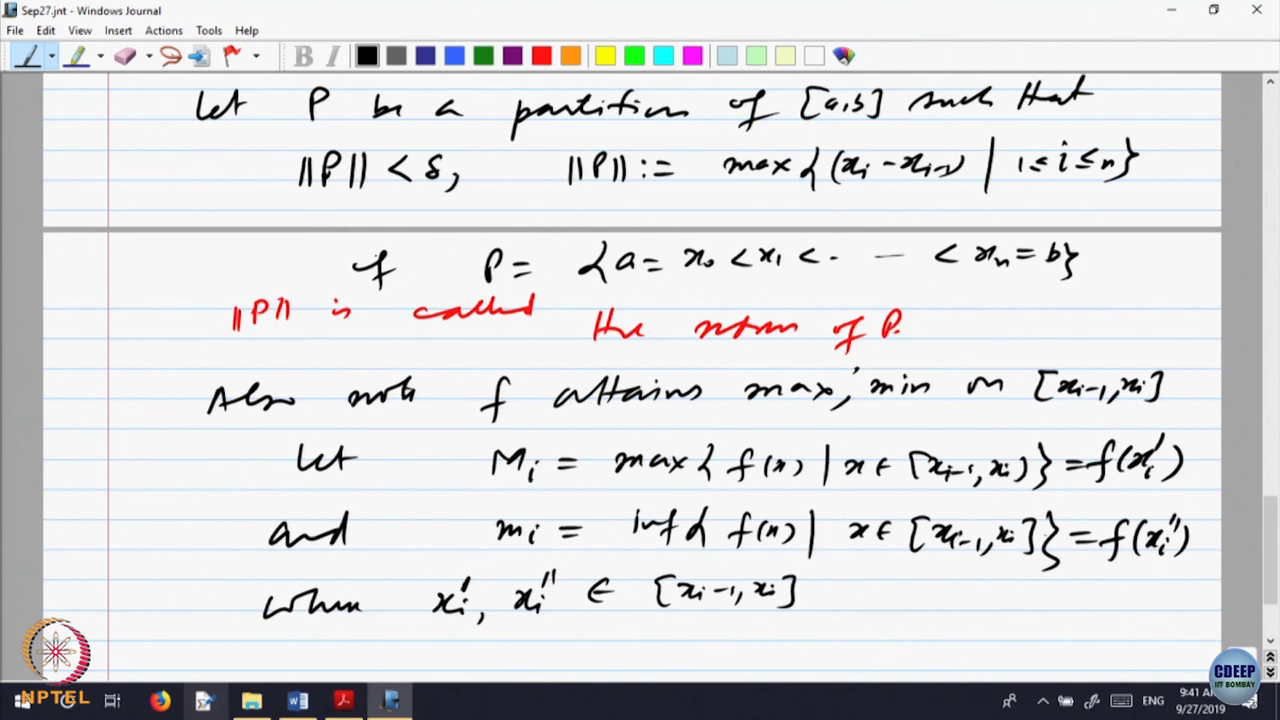 Sep27.jnt - Windows Journal
File Edit View Insert Actions Tools Help
Let P be a partition of [a,b] such that
||P|| < δ, ||P|| := max{(xi - xi-1) | 1≤i≤n}
if P = {a = x0 < x1 < . — < xn = b}
||P|| is called the norm of P.
Also note f attains max, min on [xi-1, xi]
Let Mi = max{ f(x) | x ∈ [xi-1, xi]} = f(xi')
and mi = inf{ f(x) | x ∈ [xi-1, xi]} = f(xi'')
when xi', xi'' ∈ [xi-1, xi]
NPTEL
CDEEP
IIT BOMBAY
ENG
9:41
9/27/2019